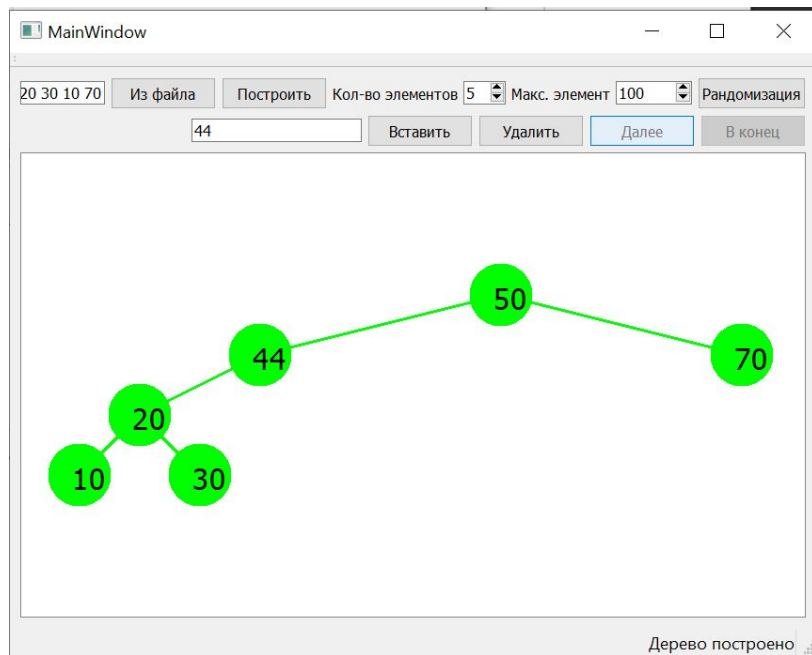 MainWindow
20 30 10 70 Из файла Построить Кол-во элементов 5 Макс. элемент 100 Рандомизация
44 Вставить Удалить Далее В конец
50
44 70
20
10 30
Дерево построено